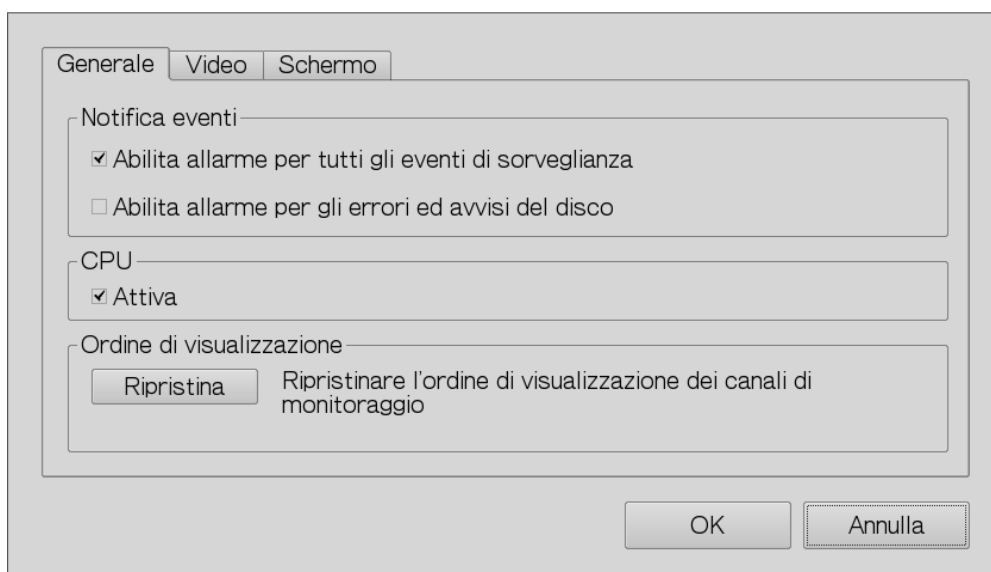 Generale Video Schermo
Notifica eventi
Abilita allarme per tutti gli eventi di sorveglianza
Abilita allarme per gli errori ed avvisi del disco
CPU
Attiva
Ordine di visualizzazione
Ripristina
Ripristinare l'ordine di visualizzazione dei canali di
monitoraggio
OK Annulla